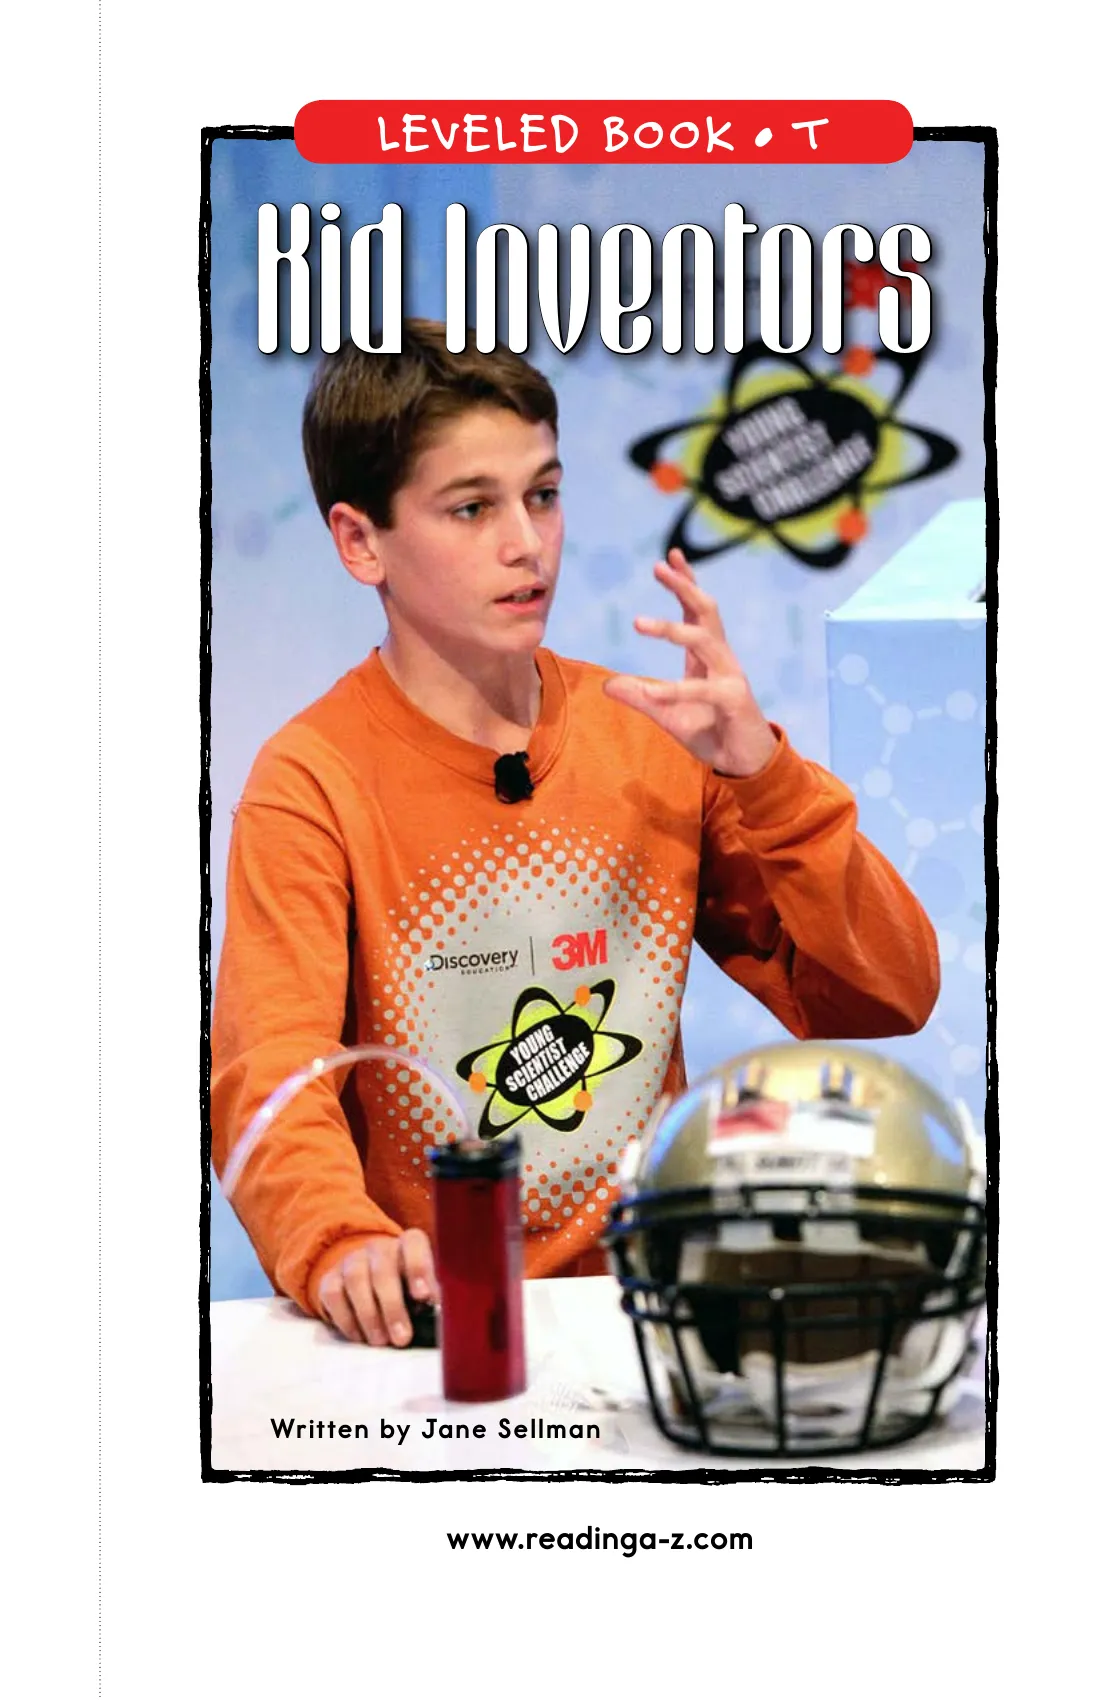 LEVELED BOOK • T
Kid Inventors
YOUNG
SCIENTIST
CHALLENGE
Discovery
EDUCATION
3M
YOUNG
SCIENTIST
CHALLENGE
Written by Jane Sellman
www.readinga-z.com